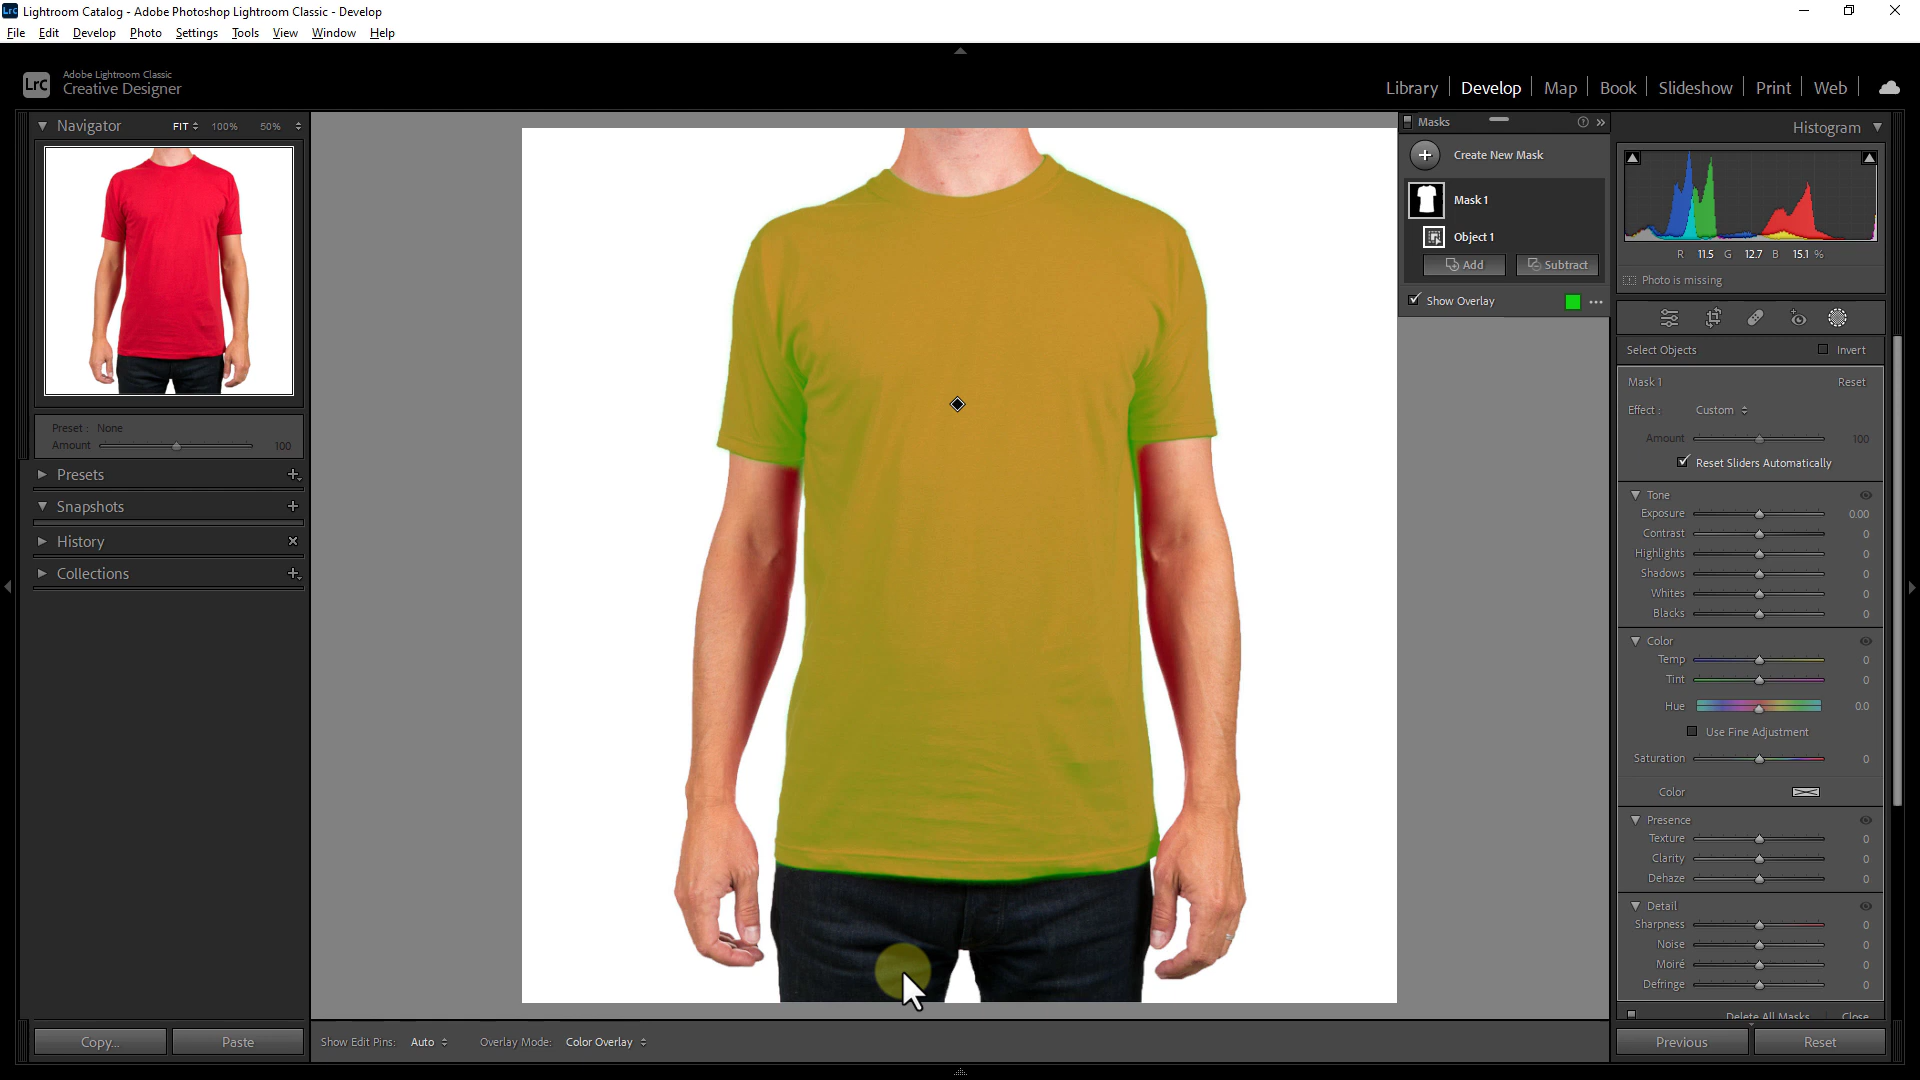 Lightroom Catalog - Adobe Photoshop Lightroom Classic - Develop
File Edit Develop Photo Settings Tools View Window Help
LrC
Adobe Lightroom Classic
Creative Designer
Library | Develop | Map | Book | Slideshow | Print | Web
Navigator FIT 100% 50%
Preset : None
Amount 100
Presets
Snapshots
History
Collections
Copy... Paste
Show Edit Pins: Auto Overlay Mode: Color Overlay
Masks
Create New Mask
Mask 1
Object 1
Add Subtract
Show Overlay
Histogram
R 11.5 G 12.7 B 15.1 %
Photo is missing
Select Objects Invert
Mask 1 Reset
Effect : Custom
Amount 100
Reset Sliders Automatically
Tone
Exposure 0.00
Contrast 0
Highlights 0
Shadows 0
Whites 0
Blacks 0
Color
Temp 0
Tint 0
Hue 0.0
Use Fine Adjustment
Saturation 0
Color
Presence
Texture 0
Clarity 0
Dehaze 0
Detail
Sharpness 0
Noise 0
Moiré 0
Defringe 0
Delete All Masks Close
Previous Reset